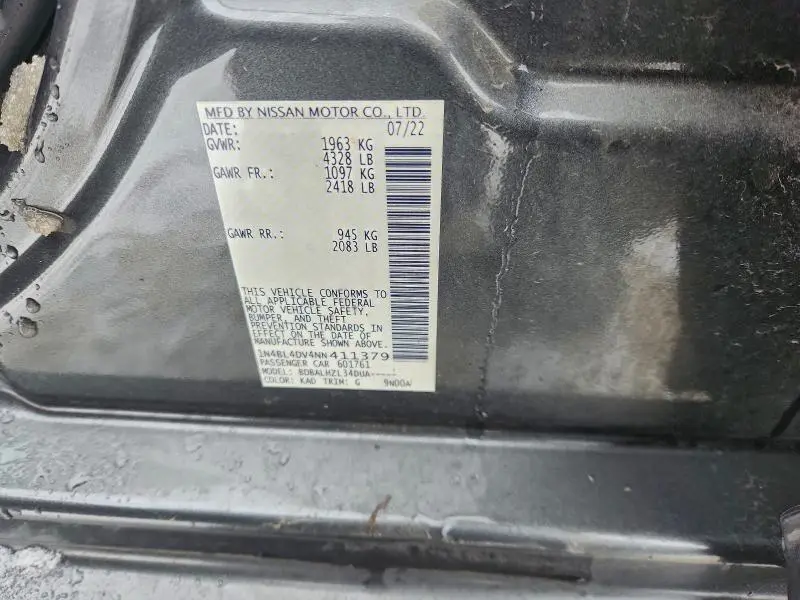 MFD BY NISSAN MOTOR CO., LTD.
DATE: 07/22
GVWR: 1963 KG
4328 LB
GAWR FR.: 1097 KG
2418 LB
GAWR RR.: 945 KG
2083 LB
THIS VEHICLE CONFORMS TO
ALL APPLICABLE FEDERAL
MOTOR VEHICLE SAFETY,
BUMPER, AND THEFT
PREVENTION STANDARDS IN
EFFECT ON THE DATE OF
MANUFACTURE SHOWN ABOVE.
1N4BL4DV4NN411379
PASSENGER CAR 601761
MODEL: BDBALHZL34DUA-----
COLOR: KAD TRIM: G 9N00A